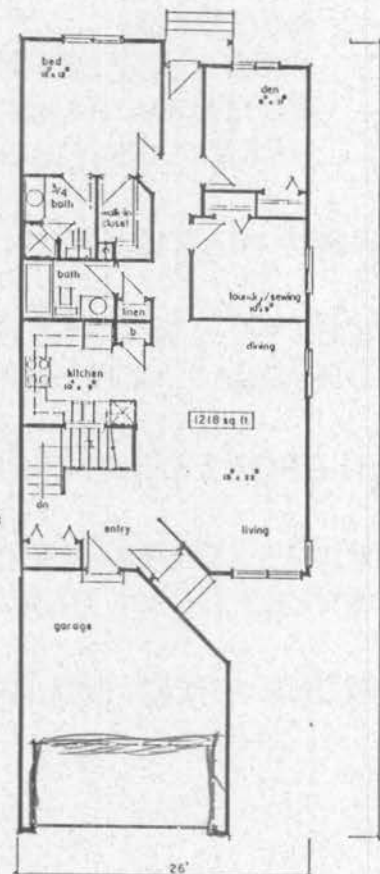 bed
den
3/4
bath
walk-in
closet
bath
linen
laundry/sewing
b
dining
kitchen
1218 sq ft
dn
entry
living
garage
26'